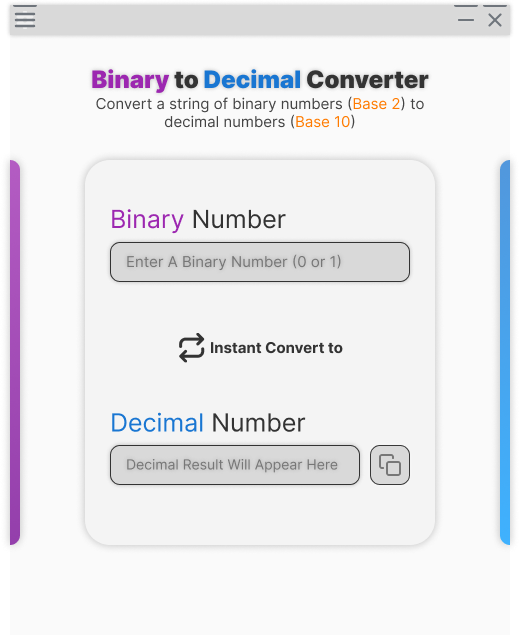 Binary to Decimal Converter
Convert a string of binary numbers (Base 2) to
decimal numbers (Base 10)
Binary Number
Enter A Binary Number (0 or 1)
Instant Convert to
Decimal Number
Decimal Result Will Appear Here